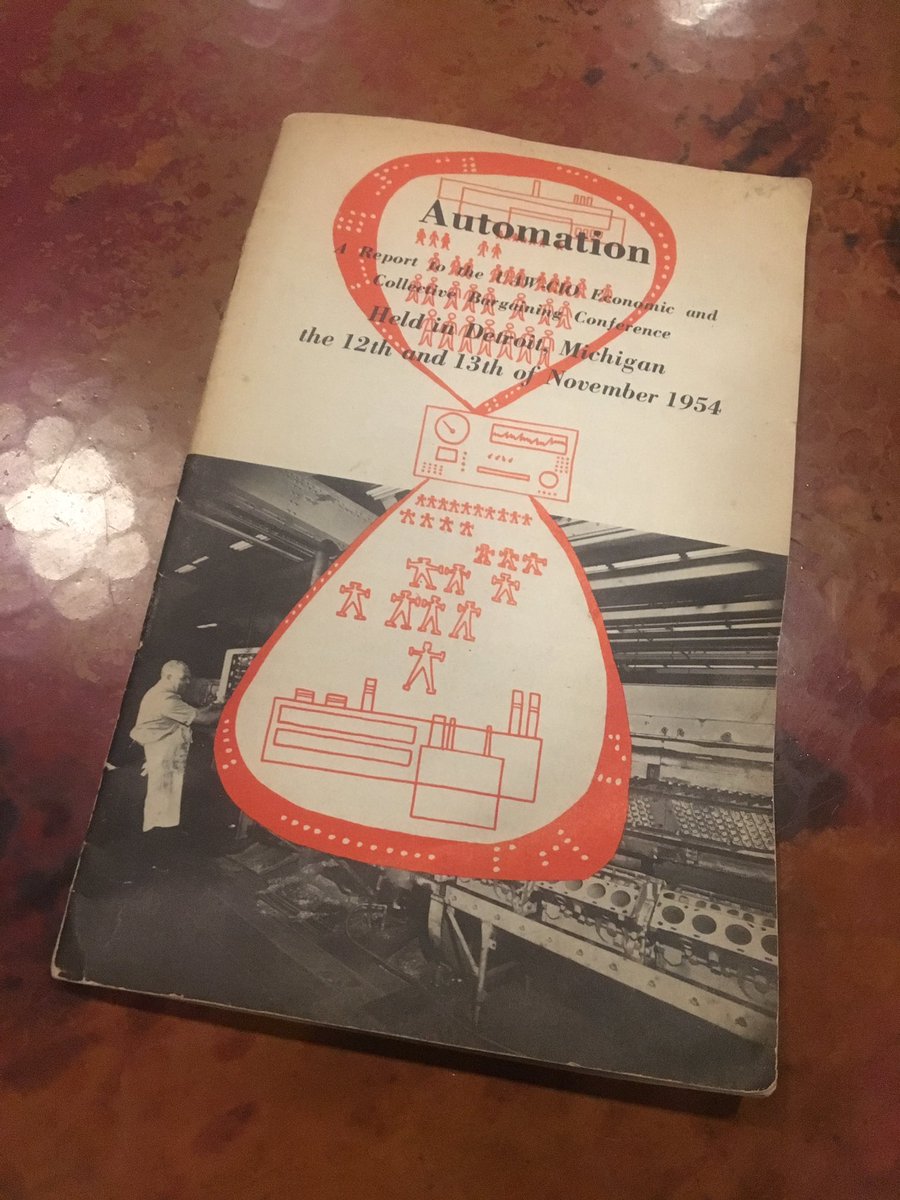 Automation
A Report to the UAW-CIO Economic and
Collective Bargaining Conference
Held in Detroit, Michigan
the 12th and 13th of November 1954